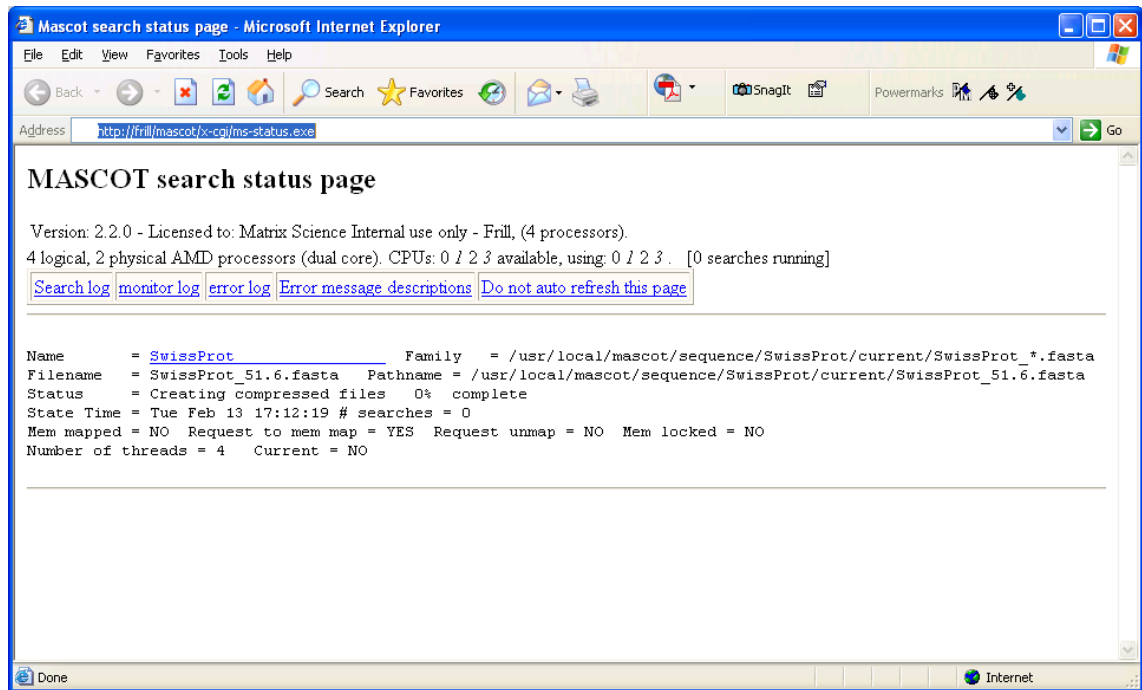 Mascot search status page - Microsoft Internet Explorer
File Edit View Favorites Tools Help
Back Search Favorites SnagIt Powermarks
Address http://frill/mascot/x-cgi/ms-status.exe Go
MASCOT search status page
Version: 2.2.0 - Licensed to: Matrix Science Internal use only - Frill, (4 processors).
4 logical, 2 physical AMD processors (dual core). CPUs: 0 1 2 3 available, using: 0 1 2 3 . [0 searches running]
Search log monitor log error log Error message descriptions Do not auto refresh this page
Name = SwissProt Family = /usr/local/mascot/sequence/SwissProt/current/SwissProt_*.fasta
Filename = SwissProt_51.6.fasta Pathname = /usr/local/mascot/sequence/SwissProt/current/SwissProt_51.6.fasta
Status = Creating compressed files 0% complete
State Time = Tue Feb 13 17:12:19 # searches = 0
Mem mapped = NO Request to mem map = YES Request unmap = NO Mem locked = NO
Number of threads = 4 Current = NO
Done Internet